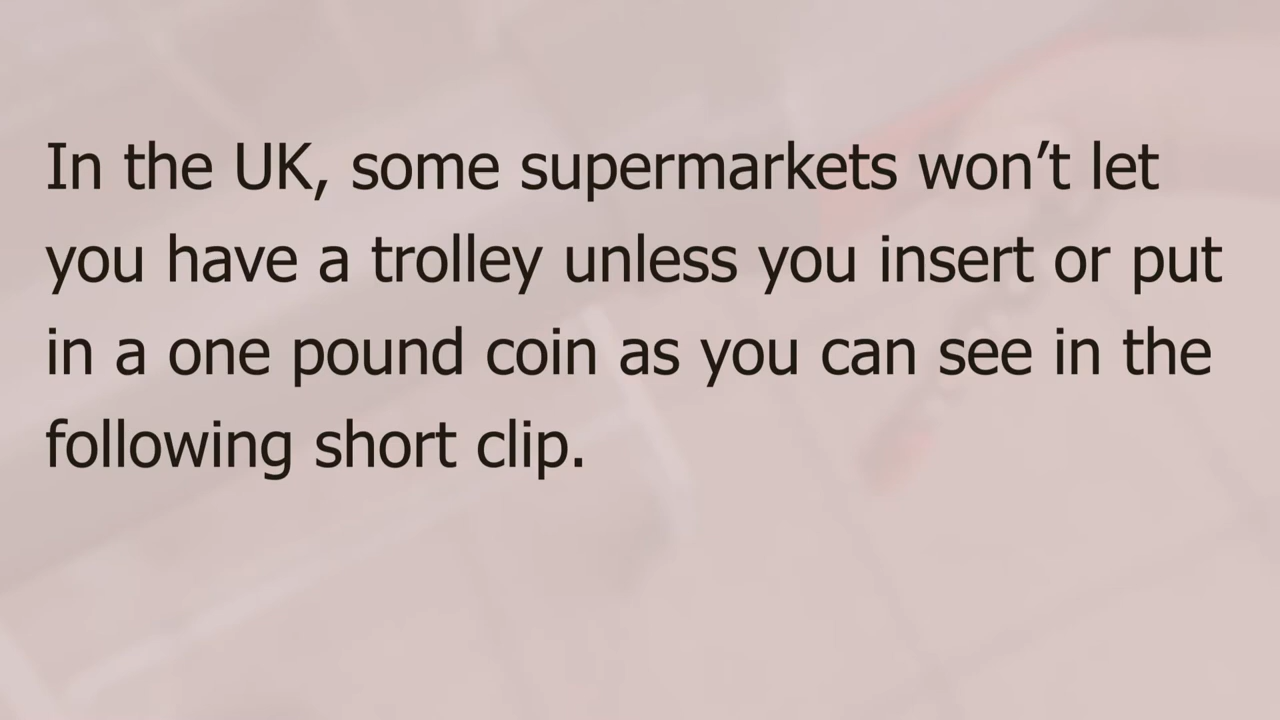 In the UK, some supermarkets won’t let
you have a trolley unless you insert or put
in a one pound coin as you can see in the
following short clip.